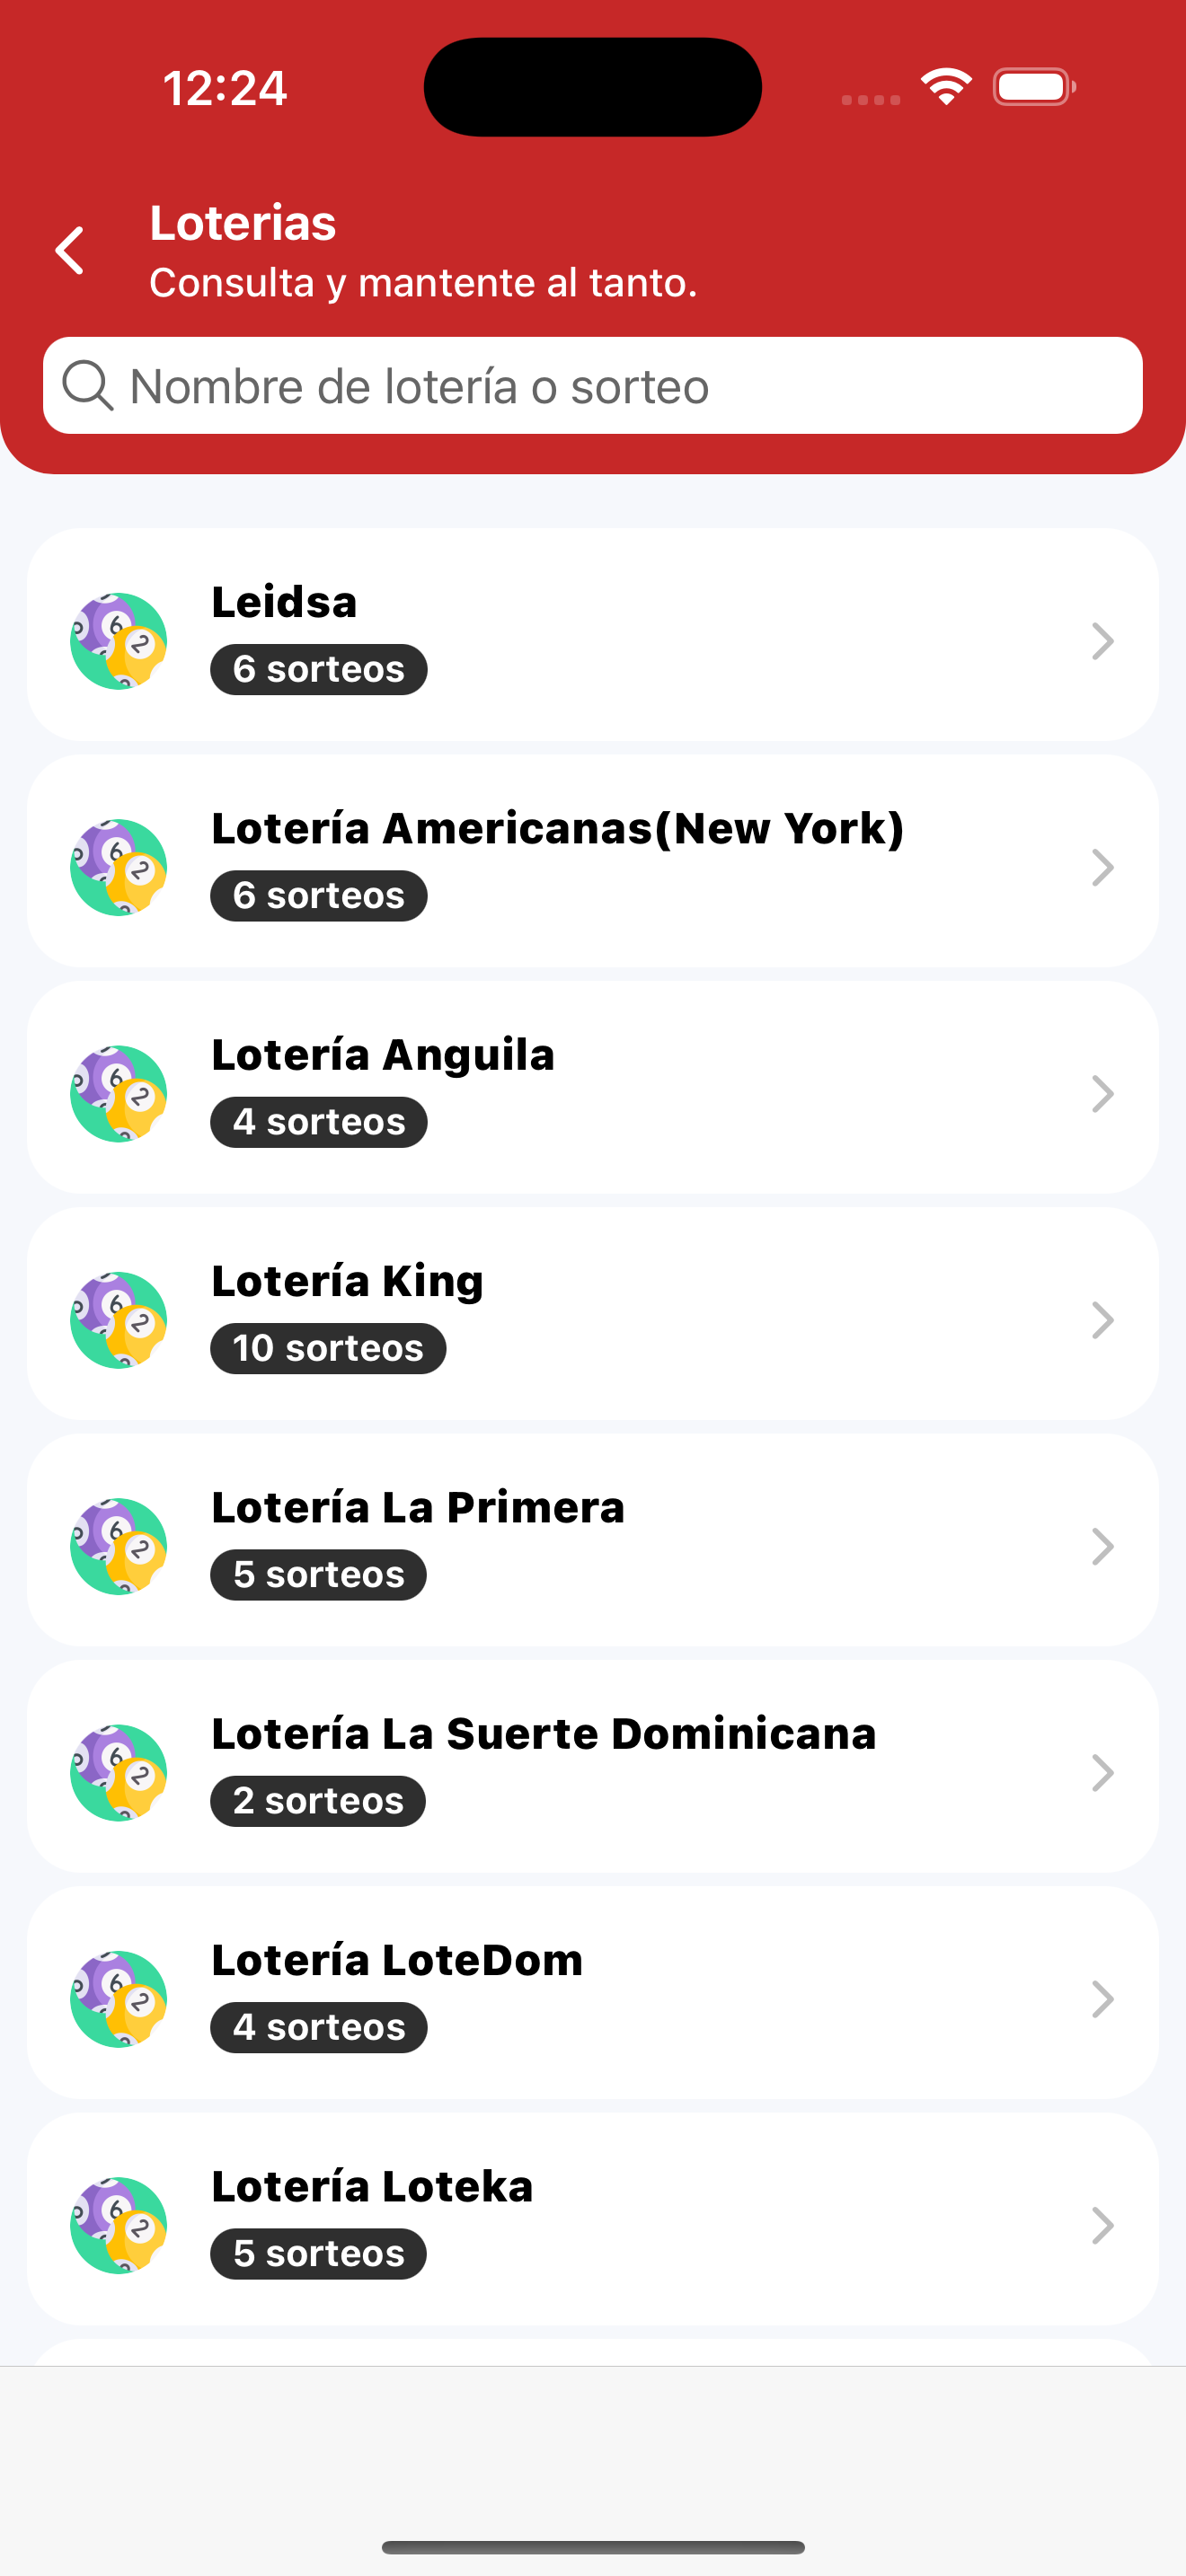 12:24
Loterias
Consulta y mantente al tanto.
Nombre de lotería o sorteo
Leidsa
6 sorteos
Lotería Americanas(New York)
6 sorteos
Lotería Anguila
4 sorteos
Lotería King
10 sorteos
Lotería La Primera
5 sorteos
Lotería La Suerte Dominicana
2 sorteos
Lotería LoteDom
4 sorteos
Lotería Loteka
5 sorteos